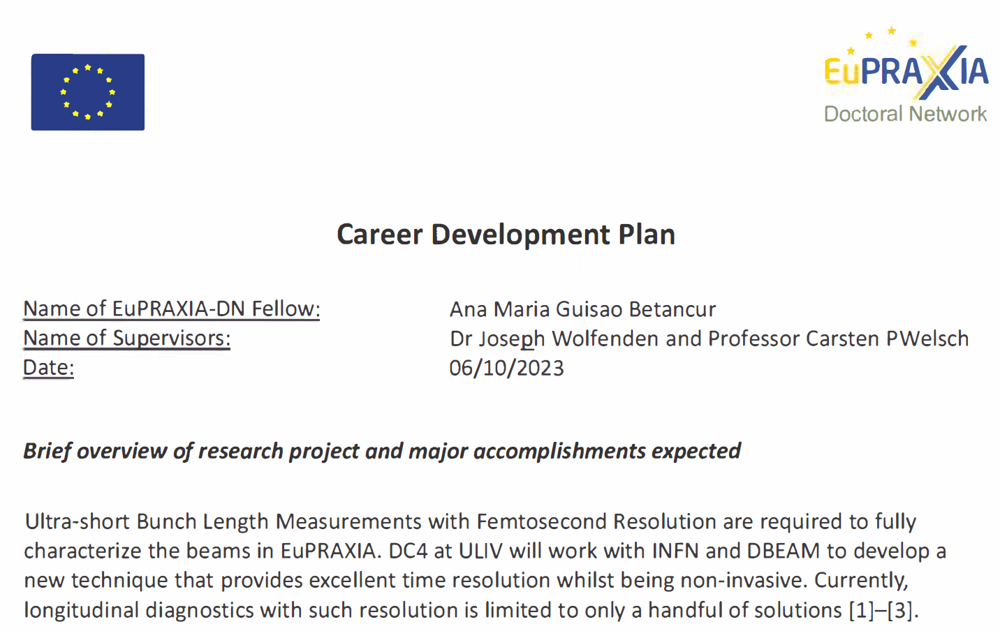 EuPRAXIA
Doctoral Network
Career Development Plan
Name of EuPRAXIA-DN Fellow: Ana Maria Guisao Betancur
Name of Supervisors: Dr Joseph Wolfenden and Professor Carsten PWelsch
Date: 06/10/2023
Brief overview of research project and major accomplishments expected
Ultra-short Bunch Length Measurements with Femtosecond Resolution are required to fully
characterize the beams in EuPRAXIA. DC4 at ULIV will work with INFN and DBEAM to develop a
new technique that provides excellent time resolution whilst being non-invasive. Currently,
longitudinal diagnostics with such resolution is limited to only a handful of solutions [1]–[3].